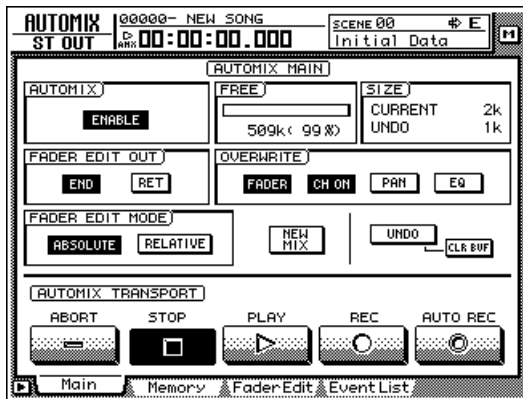 AUTOMIX
ST OUT
00000- NEW SONG
AMX 00:00:00.000
SCENE 00 E
Initial Data
M
AUTOMIX MAIN
AUTOMIX
ENABLE
FREE
509k( 99%)
SIZE
CURRENT 2k
UNDO 1k
FADER EDIT OUT
END RET
OVERWRITE
FADER CH ON PAN EQ
FADER EDIT MODE
ABSOLUTE RELATIVE
NEW
MIX
UNDO
CLR BUF
AUTOMIX TRANSPORT
ABORT STOP PLAY REC AUTO REC
Main Memory Fader Edit Event List